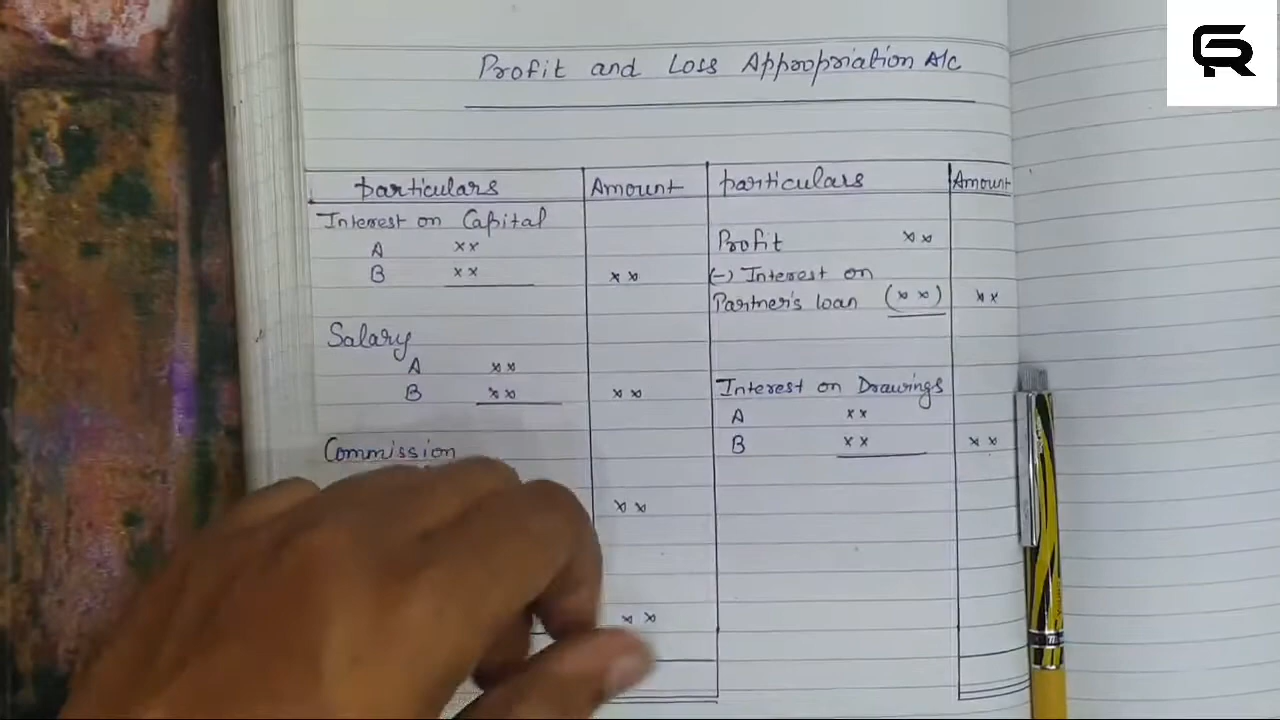 Profit and Loss Appropriation A/c
Particulars Amount Particulars Amount
Interest on Capital
A xx
B xx xx
Salary
A xx
B xx xx
Commission
xx
xx
Profit xx
(-) Interest on
Partner's loan (xx) xx
Interest on Drawings
A xx
B xx xx